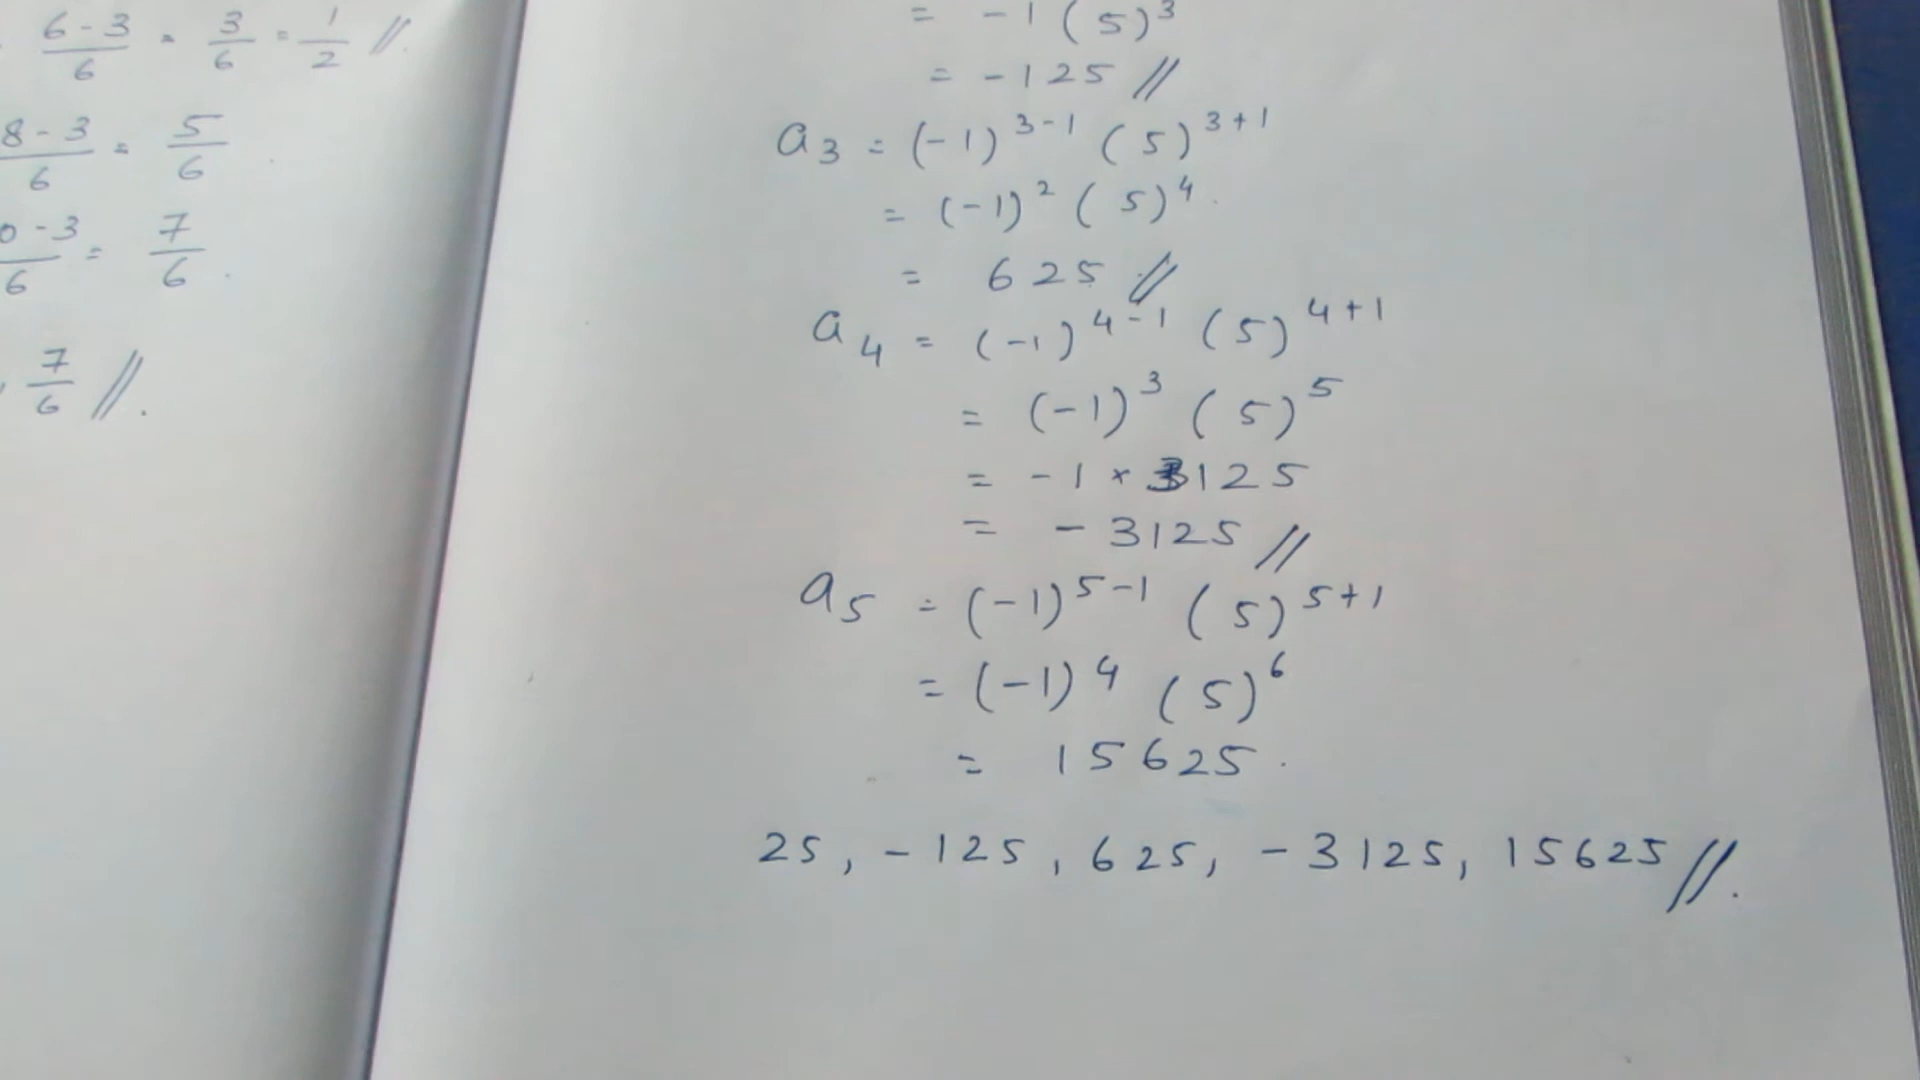 6-3/6 = 3/6 = 1/2 //.
8-3/6 = 5/6.
0-3/6 = 7/6.
, 7/6 //.
= -1 (5)³
= -125 //
a₃ = (-1)³⁻¹ (5)³⁺¹
= (-1)² (5)⁴.
= 625 //
a₄ = (-1)⁴⁻¹ (5)⁴⁺¹
= (-1)³ (5)⁵
= -1 × 3125
= -3125 //
a₅ = (-1)⁵⁻¹ (5)⁵⁺¹
= (-1)⁴ (5)⁶
= 15625.
25, -125, 625, -3125, 15625 //.